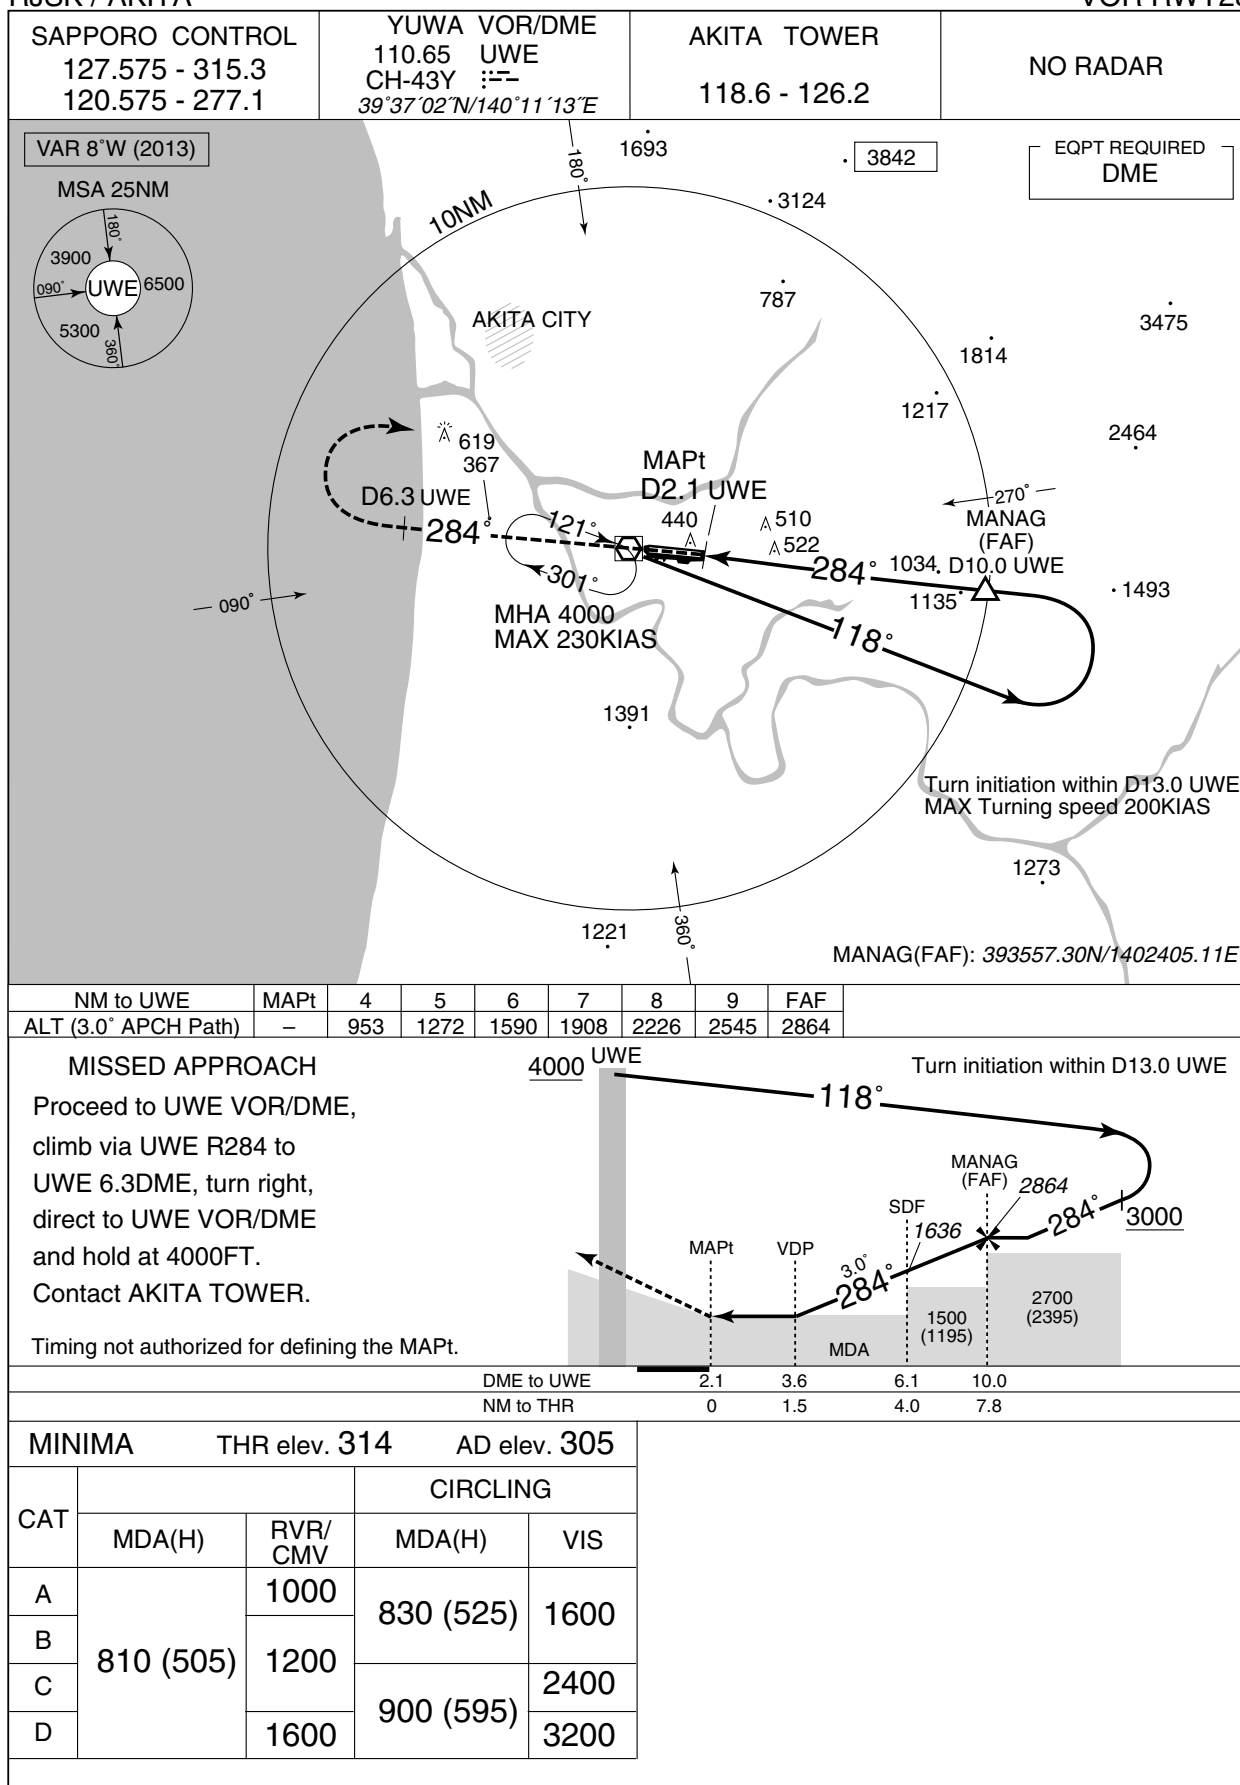 SAPPORO CONTROL
127.575 - 315.3
120.575 - 277.1
YUWA VOR/DME
110.65 UWE
CH-43Y
39°37´02˝N/140°11´13˝E
AKITA TOWER
118.6 - 126.2
NO RADAR
VAR 8°W (2013)
MSA 25NM
180°
3900
090°
UWE
6500
5300
360°
180°
1693
3842
EQPT REQUIRED
DME
10NM
3124
787
3475
AKITA CITY
1814
1217
2464
619
367
MAPt
D2.1 UWE
D6.3 UWE
270°
MANAG
(FAF)
D10.0 UWE
284°
121°
440
510
522
284°
1034
1135
1493
301°
090°
MHA 4000
MAX 230KIAS
118°
1391
Turn initiation within D13.0 UWE
MAX Turning speed 200KIAS
1273
360°
1221
MANAG(FAF): 393557.30N/1402405.11E
NM to UWE MAPt 4 5 6 7 8 9 FAF
ALT (3.0° APCH Path) – 953 1272 1590 1908 2226 2545 2864
MISSED APPROACH
Proceed to UWE VOR/DME,
climb via UWE R284 to
UWE 6.3DME, turn right,
direct to UWE VOR/DME
and hold at 4000FT.
Contact AKITA TOWER.
Timing not authorized for defining the MAPt.
UWE
4000
Turn initiation within D13.0 UWE
118°
MANAG
(FAF)
2864
SDF
1636
284°
3000
MAPt
VDP
3.0°
284°
2700
(2395)
1500
(1195)
MDA
DME to UWE 2.1 3.6 6.1 10.0
NM to THR 0 1.5 4.0 7.8
MINIMA THR elev. 314 AD elev. 305
CIRCLING
CAT MDA(H) RVR/
CMV MDA(H) VIS
A 1000
830 (525) 1600
B
810 (505) 1200
C 2400
900 (595)
D 1600 3200